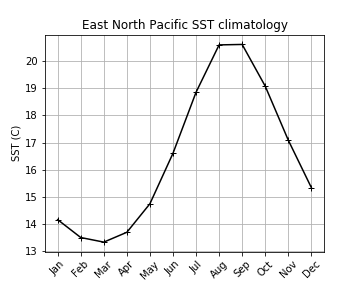 East North Pacific SST climatology
SST (C)
20
19
18
17
16
15
14
13
Jan
Feb
Mar
Apr
May
Jun
Jul
Aug
Sep
Oct
Nov
Dec